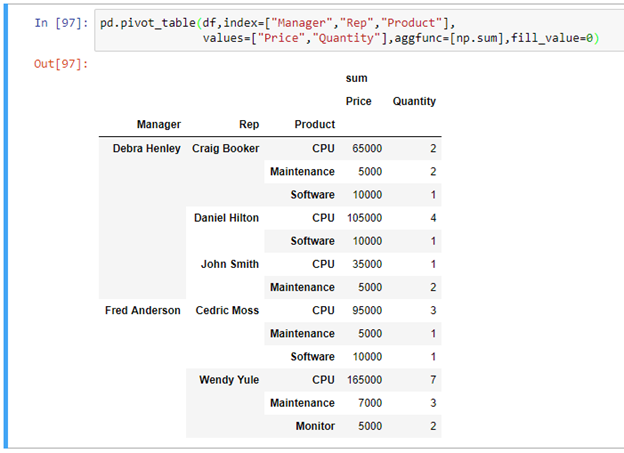 In [97]: pd.pivot_table(df,index=["Manager","Rep","Product"],
values=["Price","Quantity"],aggfunc=[np.sum],fill_value=0)
Out[97]:
sum
Price Quantity
Manager Rep Product
Debra Henley Craig Booker CPU 65000 2
Maintenance 5000 2
Software 10000 1
Daniel Hilton CPU 105000 4
Software 10000 1
John Smith CPU 35000 1
Maintenance 5000 2
Fred Anderson Cedric Moss CPU 95000 3
Maintenance 5000 1
Software 10000 1
Wendy Yule CPU 165000 7
Maintenance 7000 3
Monitor 5000 2